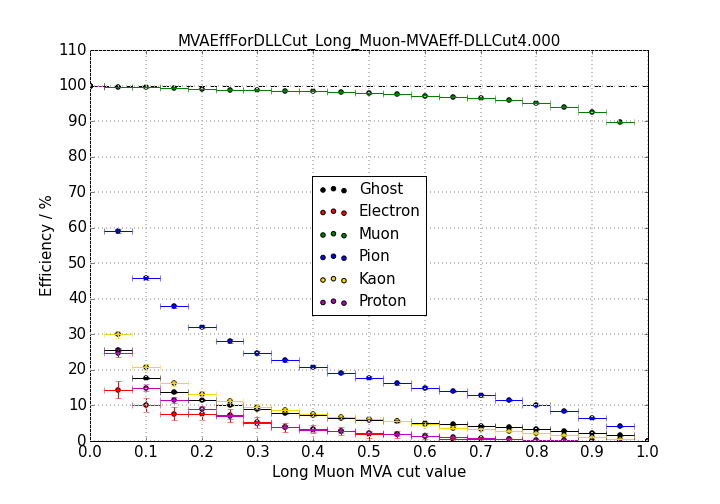 MVAEffForDLLCut_Long_Muon-MVAEff-DLLCut4.000
110
100
90
80
70
60
50
40
30
20
10
0
Efficiency / %
Ghost
Electron
Muon
Pion
Kaon
Proton
0.0 0.1 0.2 0.3 0.4 0.5 0.6 0.7 0.8 0.9 1.0
Long Muon MVA cut value